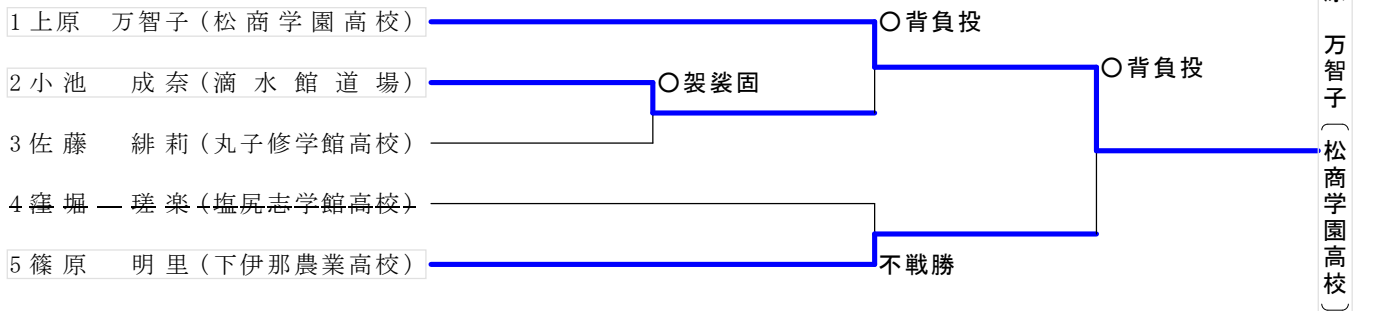 1 上原 万智子(松商学園高校)
〇背負投
2 小池 成奈(滴水館道場)
〇袈裟固
〇背負投
3 佐藤 緋莉(丸子修学館高校)
4 窪堀 瑳楽(塩尻志学館高校)
5 篠原 明里(下伊那農業高校)
不戦勝
万智子(松商学園高校)